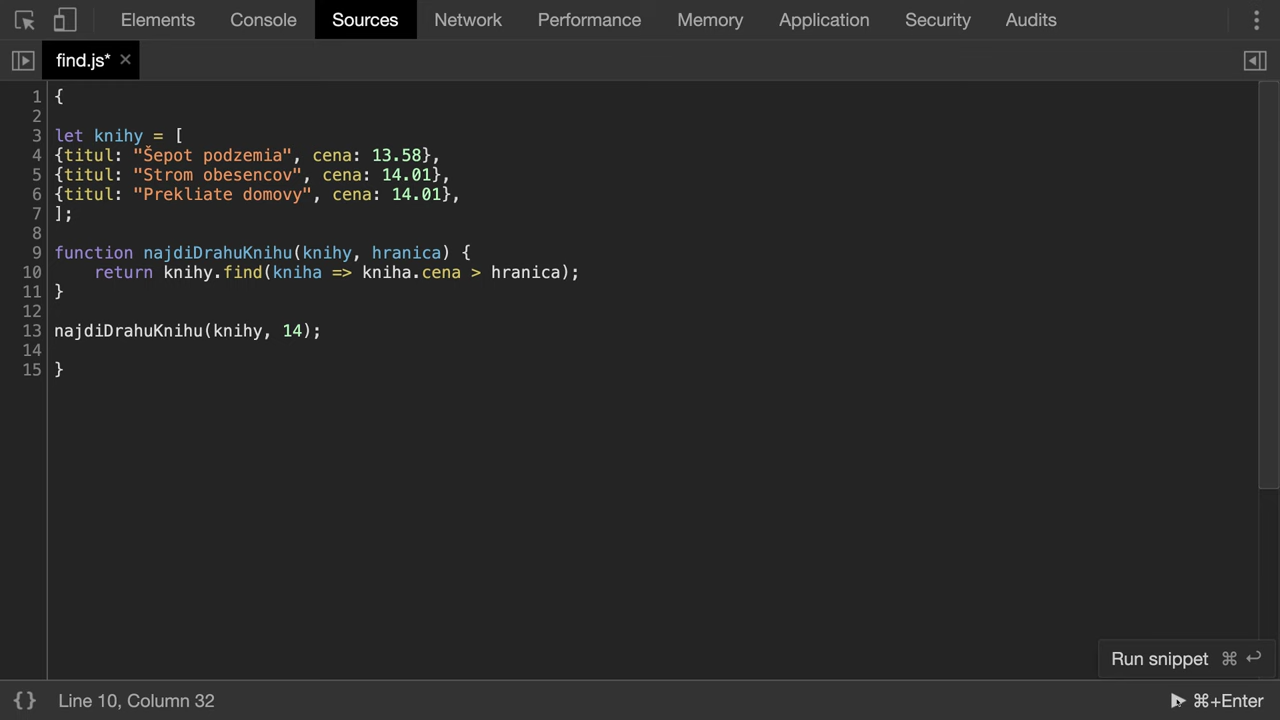 Elements Console Sources Network Performance Memory Application Security Audits
find.js* ×
1 {
2
3 let knihy = [
4 {titul: "Šepot podzemia", cena: 13.58},
5 {titul: "Strom obesencov", cena: 14.01},
6 {titul: "Prekliate domovy", cena: 14.01},
7 ];
8
9 function najdiDrahuKnihu(knihy, hranica) {
10 return knihy.find(kniha => kniha.cena > hranica);
11 }
12
13 najdiDrahuKnihu(knihy, 14);
14
15 }
Run snippet ⌘ ↩
{} Line 10, Column 32 ⌘+Enter